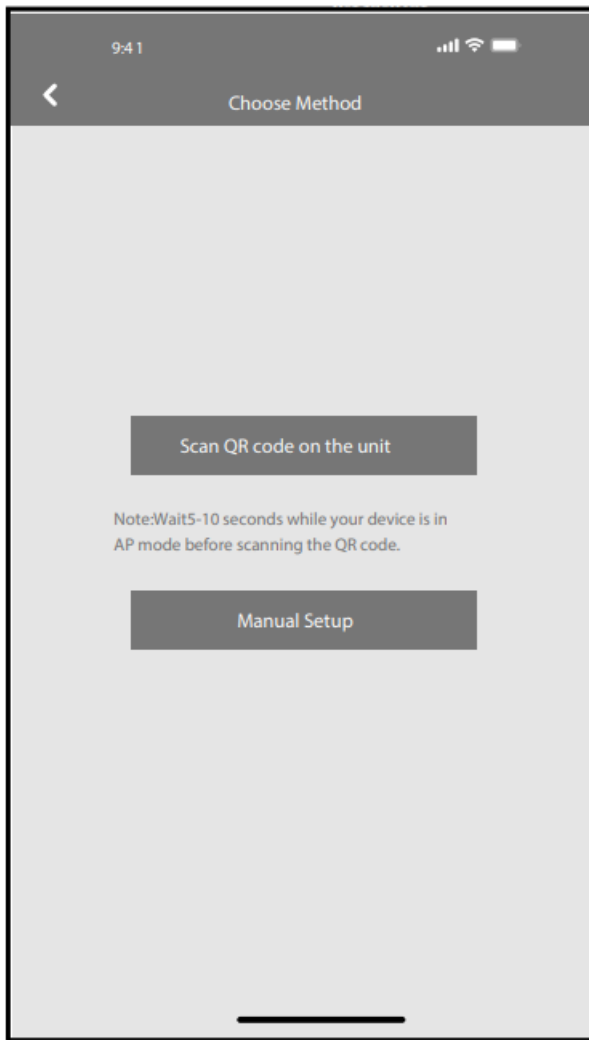 9:41
Choose Method
Scan QR code on the unit
Note:Wait5-10 seconds while your device is in
AP mode before scanning the QR code.
Manual Setup